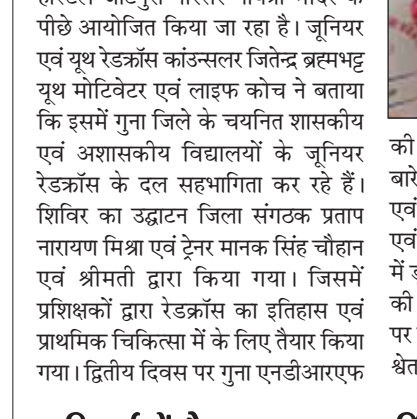 पीछे आयोजित किया जा रहा है। जूनियर
एवं यूथ रेडक्रॉस कांउन्सलर जितेन्द्र ब्रह्मभट्ट
यूथ मोटिवेटर एवं लाइफ कोच ने बताया
कि इसमें गुना जिले के चयनित शासकीय
एवं अशासकीय विद्यालयों के जूनियर
रेडक्रॉस के दल सहभागिता कर रहे हैं।
शिविर का उद्घाटन जिला संगठक प्रताप
नारायण मिश्रा एवं ट्रेनर मानक सिंह चौहान
एवं श्रीमती द्वारा किया गया। जिसमें
प्रशिक्षकों द्वारा रेडक्रॉस का इतिहास एवं
प्राथमिक चिकित्सा में के लिए तैयार किया
गया। द्वितीय दिवस पर गुना एनडीआरएफ
की
बारे
एवं
एवं
में
की
पर
श्वेत